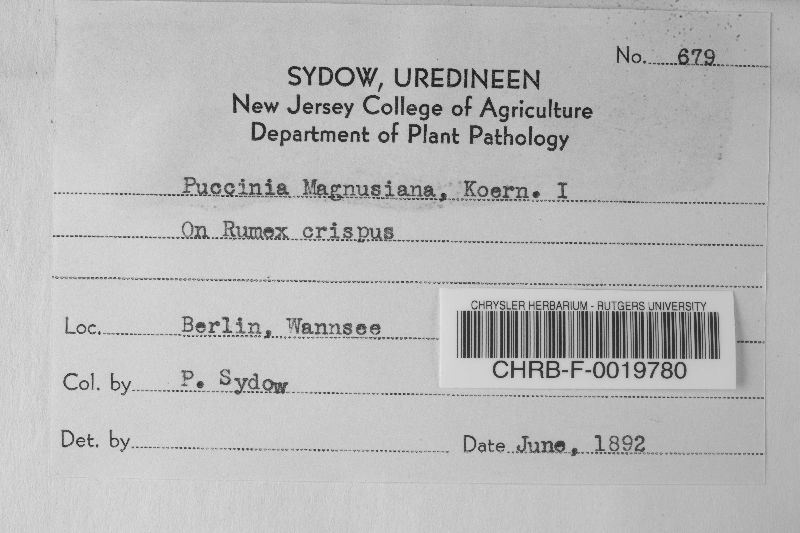 No. 679
SYDOW, UREDINEEN
New Jersey College of Agriculture
Department of Plant Pathology
Puccinia Magnusiana, Koern. I
On Rumex crispus
CHRYSLER HERBARIUM - RUTGERS UNIVERSITY
CHRB-F-0019780
Loc. Berlin, Wannsee
Col. by P. Sydow
Det. by
Date June, 1892